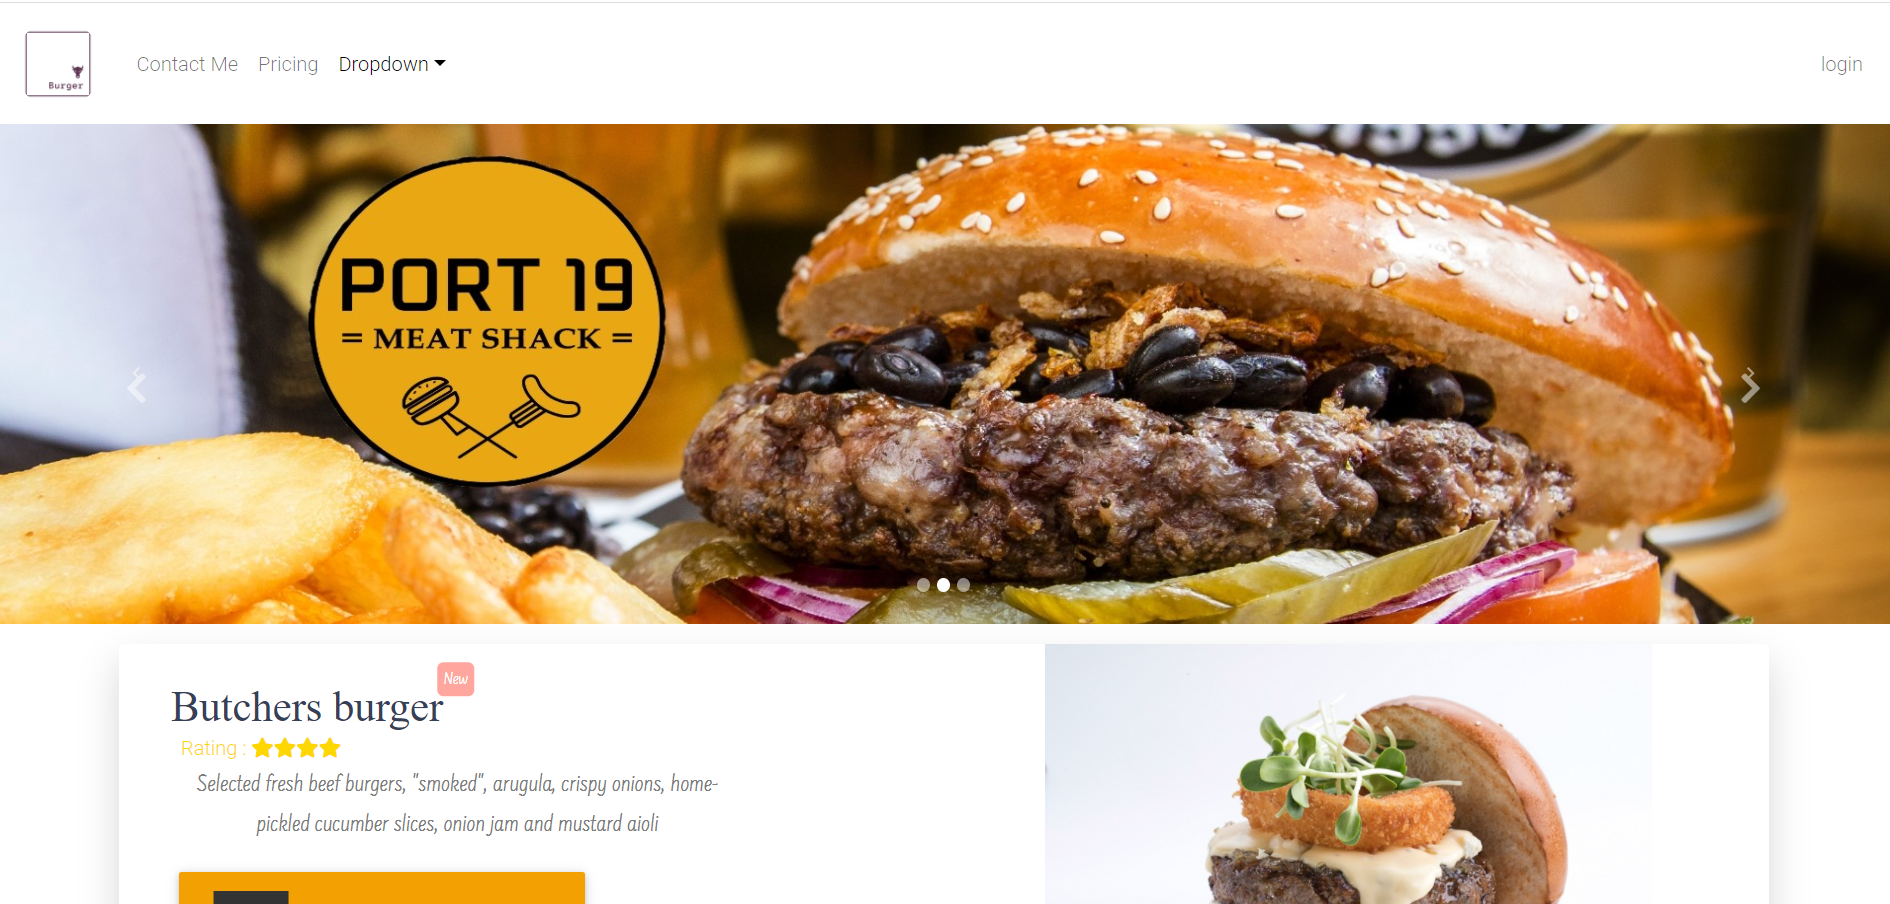 Burger
Contact Me
Pricing
Dropdown
login
PORT 19
= MEAT SHACK =
New
Butchers burger
Rating :
Selected fresh beef burgers, "smoked", arugula, crispy onions, home-
pickled cucumber slices, onion jam and mustard aioli